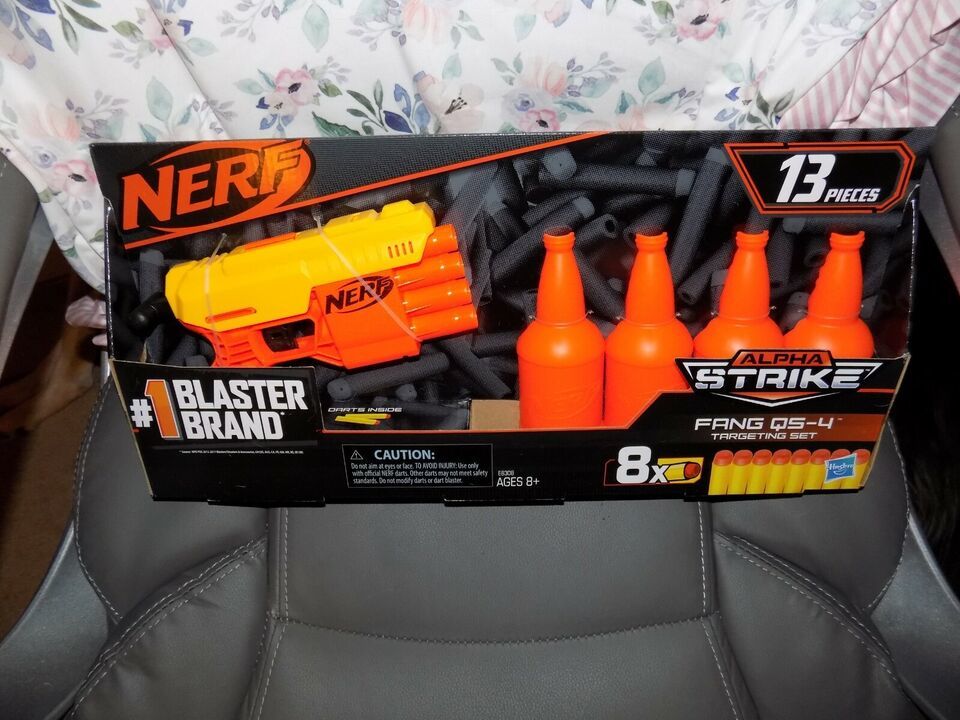 NERF
13 PIECES
NERF
#1 BLASTER
BRAND*
DARTS INSIDE
ALPHA
STRIKE
FANG QS-4™
TARGETING SET
CAUTION:
Do not aim at eyes or face. TO AVOID INJURY: Use only
with official NERF darts. Other darts may not meet safety
standards. Do not modify darts or dart blaster.
E8308
AGES 8+
8X
Hasbro